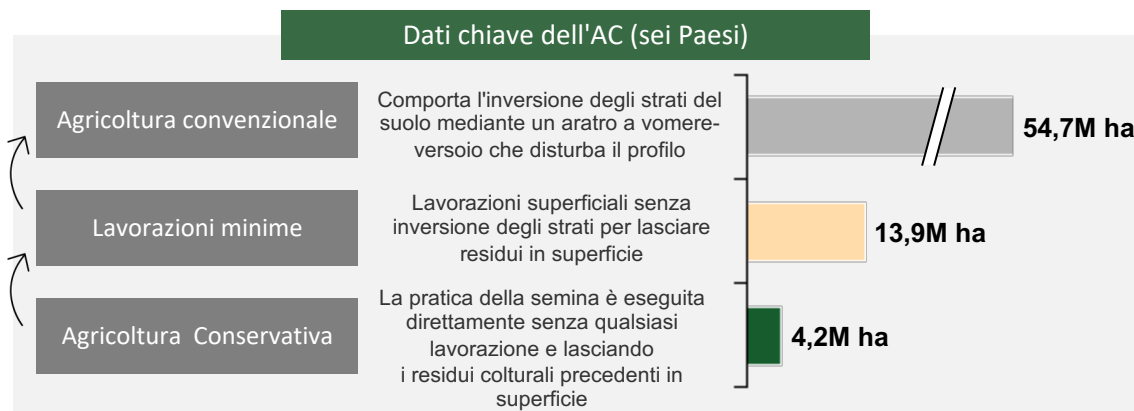 Dati chiave dell'AC (sei Paesi)
Agricoltura convenzionale
Comporta l'inversione degli strati del
suolo mediante un aratro a vomere-
versoio che disturba il profilo
54,7M ha
Lavorazioni minime
Lavorazioni superficiali senza
inversione degli strati per lasciare
residui in superficie
13,9M ha
Agricoltura Conservativa
La pratica della semina è eseguita
direttamente senza qualsiasi
lavorazione e lasciando
i residui colturali precedenti in
superficie
4,2M ha